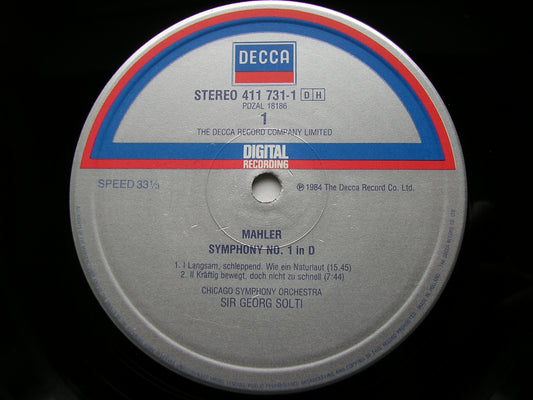 DECCA
STEREO 411 731-1 DH
PDZAL 18186
1
THE DECCA RECORD COMPANY LIMITED
DIGITAL
RECORDING
SPEED 33⅓
℗ 1984 The Decca Record Co. Ltd.
MAHLER
SYMPHONY NO. 1 in D
1. I Langsam, schleppend. Wie ein Naturlaut (15.45)
2. II Kräftig bewegt, doch nicht zu schnell (7:44)
CHICAGO SYMPHONY ORCHESTRA
SIR GEORG SOLTI